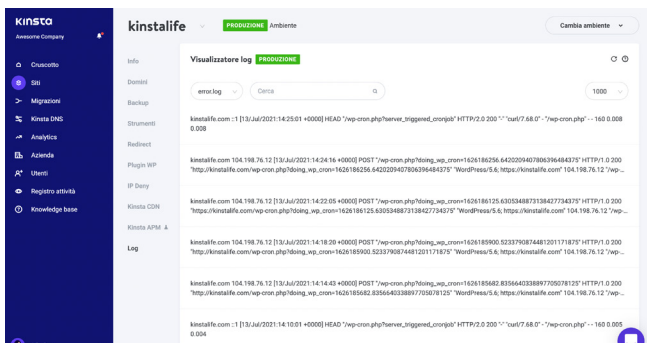 KINSTA
Awesome Company
Cruscotto
Siti
Migrazioni
Kinsta DNS
Analytics
Azienda
Utenti
Registro attività
Knowledge base
kinstalife
PRODUZIONE Ambiente
Cambia ambiente
Info
Domini
Backup
Strumenti
Redirect
Plugin WP
IP Deny
Kinsta CDN
Kinsta APM
Log
Visualizzatore log PRODUZIONE
error.log
Cerca
1000
kinstalife.com ::1 [13/Jul/2021:14:25:01 +0000] HEAD "/wp-cron.php?server_triggered_cronjob" HTTP/2.0 200 "-" "curl/7.68.0" - "/wp-cron.php" - - 160 0.008
0.008
kinstalife.com 104.198.76.12 [13/Jul/2021:14:24:16 +0000] POST "/wp-cron.php?doing_wp_cron=1626186256.6420209407806396484375" HTTP/1.0 200
"http://kinstalife.com/wp-cron.php?doing_wp_cron=1626186256.6420209407806396484375" "WordPress/5.6; https://kinstalife.com" 104.198.76.12 "/wp-...
kinstalife.com 104.198.76.12 [13/Jul/2021:14:22:05 +0000] POST "/wp-cron.php?doing_wp_cron=1626186125.6305348873138427734375" HTTP/1.0 200
"https://kinstalife.com/wp-cron.php?doing_wp_cron=1626186125.6305348873138427734375" "WordPress/5.6; https://kinstalife.com" 104.198.76.12 "/wp-...
kinstalife.com 104.198.76.12 [13/Jul/2021:14:18:20 +0000] POST "/wp-cron.php?doing_wp_cron=1626185900.5233790874481201171875" HTTP/1.0 200
"http://kinstalife.com/wp-cron.php?doing_wp_cron=1626185900.5233790874481201171875" "WordPress/5.6; https://kinstalife.com" 104.198.76.12 "/wp-...
kinstalife.com 104.198.76.12 [13/Jul/2021:14:14:43 +0000] POST "/wp-cron.php?doing_wp_cron=1626185682.8356640338897705078125" HTTP/1.0 200
"http://kinstalife.com/wp-cron.php?doing_wp_cron=1626185682.8356640338897705078125" "WordPress/5.6; https://kinstalife.com" 104.198.76.12 "/wp-...
kinstalife.com ::1 [13/Jul/2021:14:10:01 +0000] HEAD "/wp-cron.php?server_triggered_cronjob" HTTP/2.0 200 "-" "curl/7.68.0" - "/wp-cron.php" - - 160 0.005
0.004